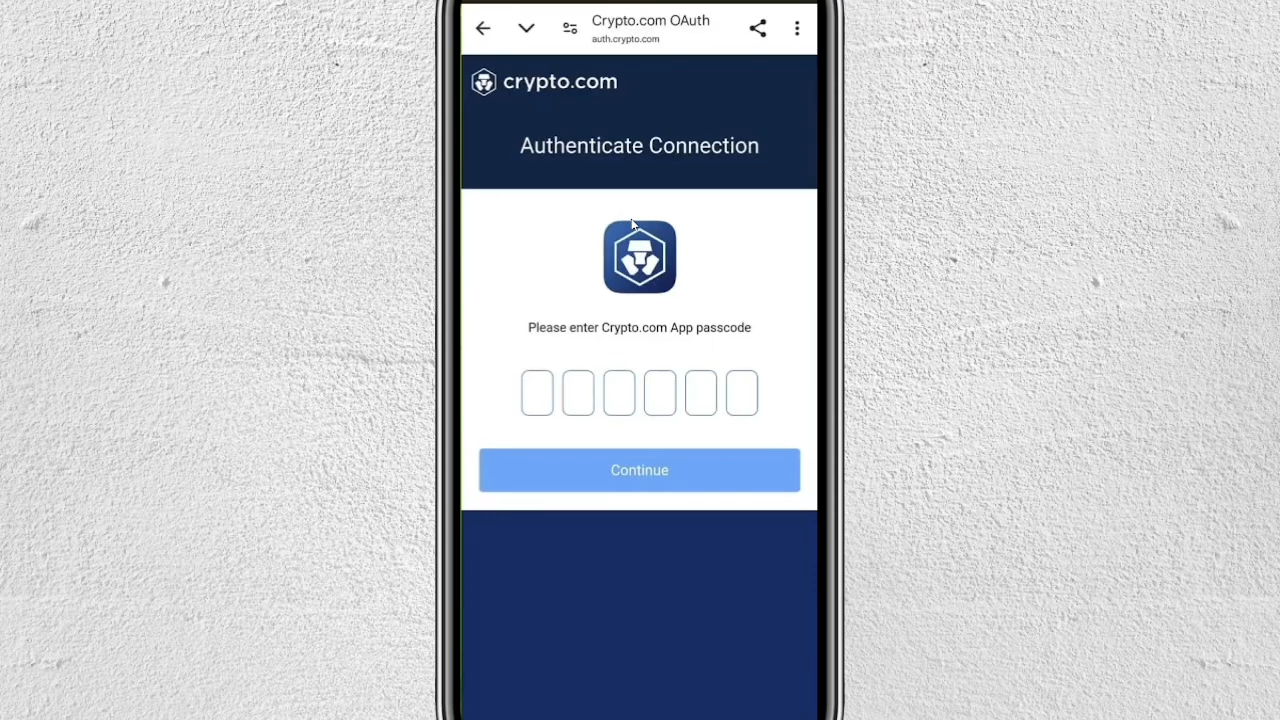 Crypto.com OAuth
auth.crypto.com
crypto.com
Authenticate Connection
Please enter Crypto.com App passcode
Continue